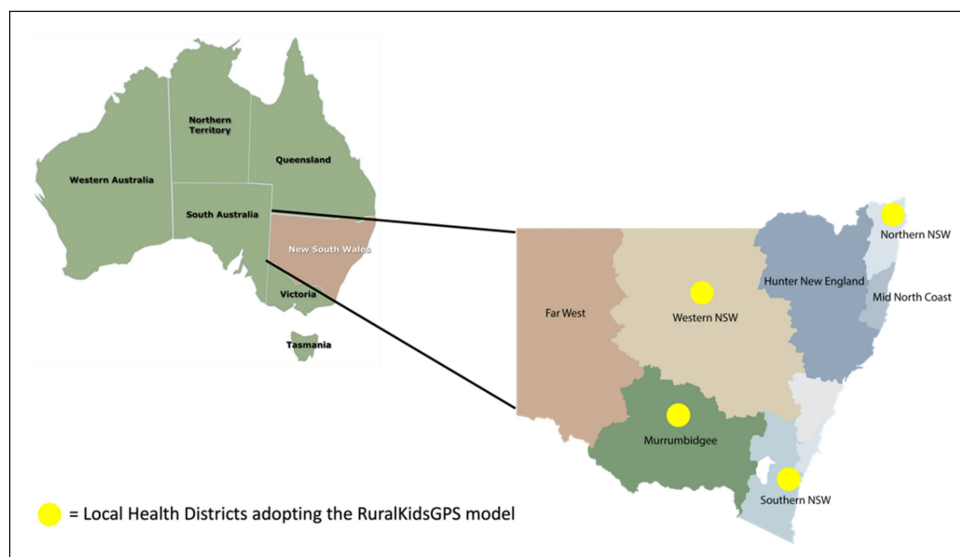 Northern
Territory
Queensland
Western Australia
South Australia
New South Wales
Victoria
Tasmania
Northern NSW
Hunter New England
Mid North Coast
Far West
Western NSW
Murrumbidgee
Southern NSW
= Local Health Districts adopting the RuralKidsGPS model